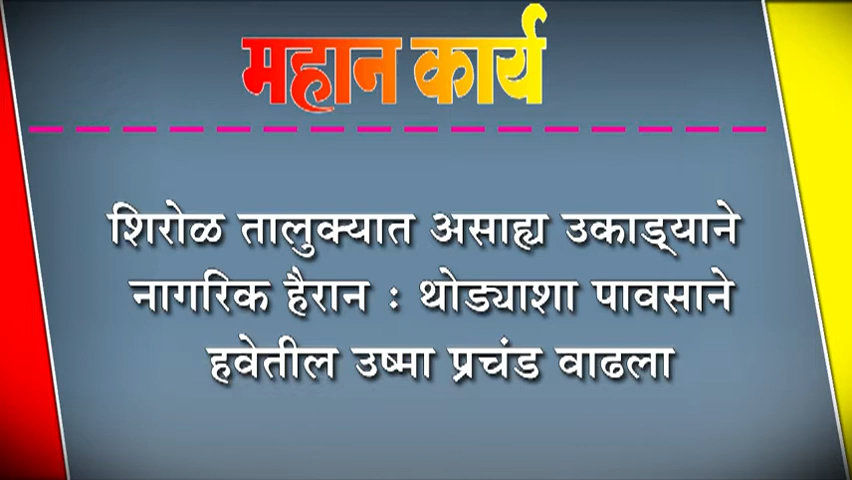 महान कार्य
शिरोळ तालुक्यात असाह्य उकाड्याने
नागरिक हैरान : थोड्याशा पावसाने
हवेतील उष्मा प्रचंड वाढला